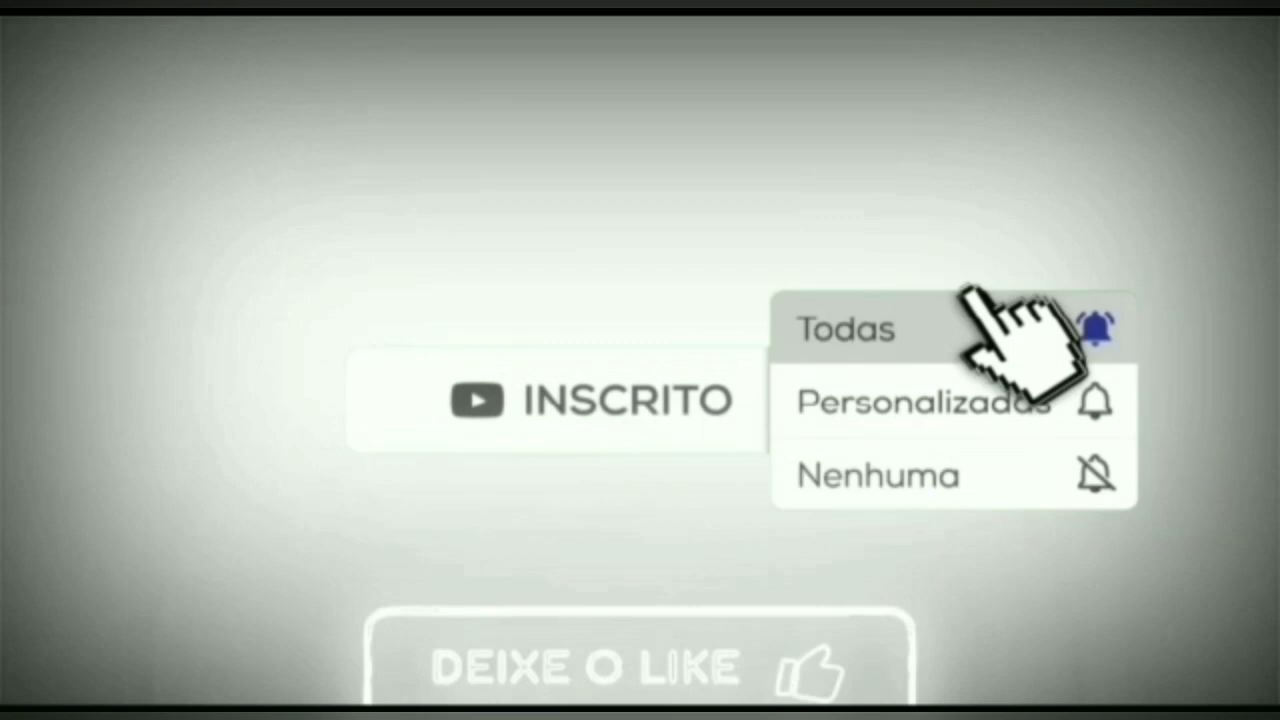 Todas
INSCRITO
Personalizadas
Nenhuma
DEIXE O LIKE